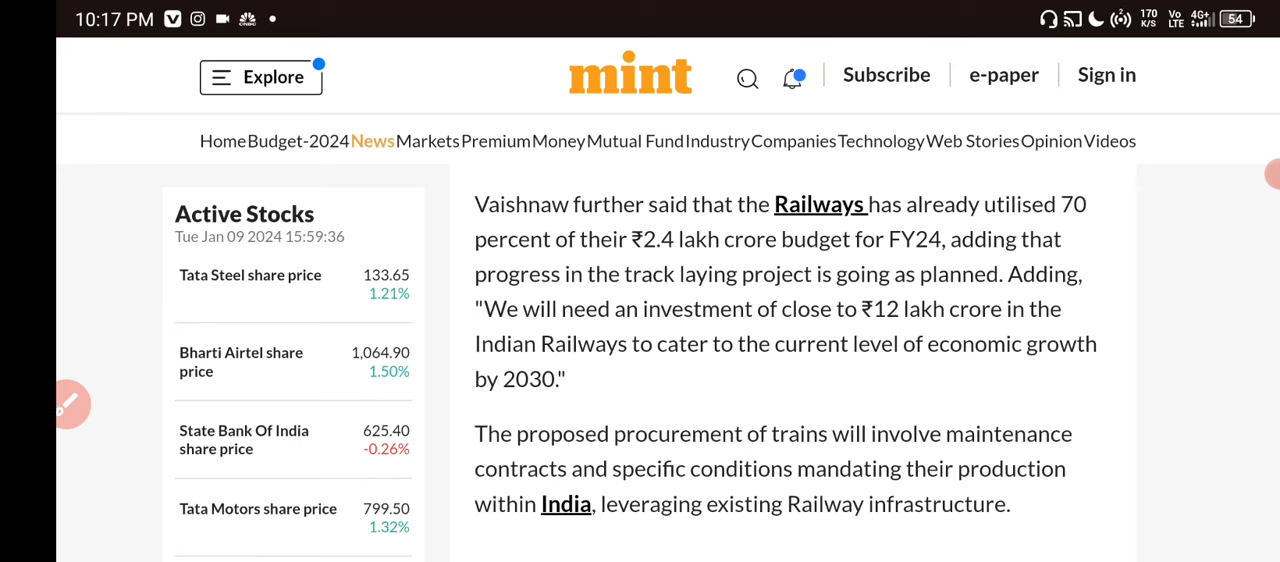 10:17 PM 2 170 K/S Vo LTE 4G+ 54
Explore mint Subscribe e-paper Sign in
Home Budget-2024 News Markets Premium Money Mutual Fund Industry Companies Technology Web Stories Opinion Videos
Active Stocks
Tue Jan 09 2024 15:59:36
Tata Steel share price 133.65
1.21%
Bharti Airtel share price 1,064.90
1.50%
State Bank Of India share price 625.40
-0.26%
Tata Motors share price 799.50
1.32%
Vaishnaw further said that the Railways has already utilised 70
percent of their ₹2.4 lakh crore budget for FY24, adding that
progress in the track laying project is going as planned. Adding,
"We will need an investment of close to ₹12 lakh crore in the
Indian Railways to cater to the current level of economic growth
by 2030."
The proposed procurement of trains will involve maintenance
contracts and specific conditions mandating their production
within India, leveraging existing Railway infrastructure.